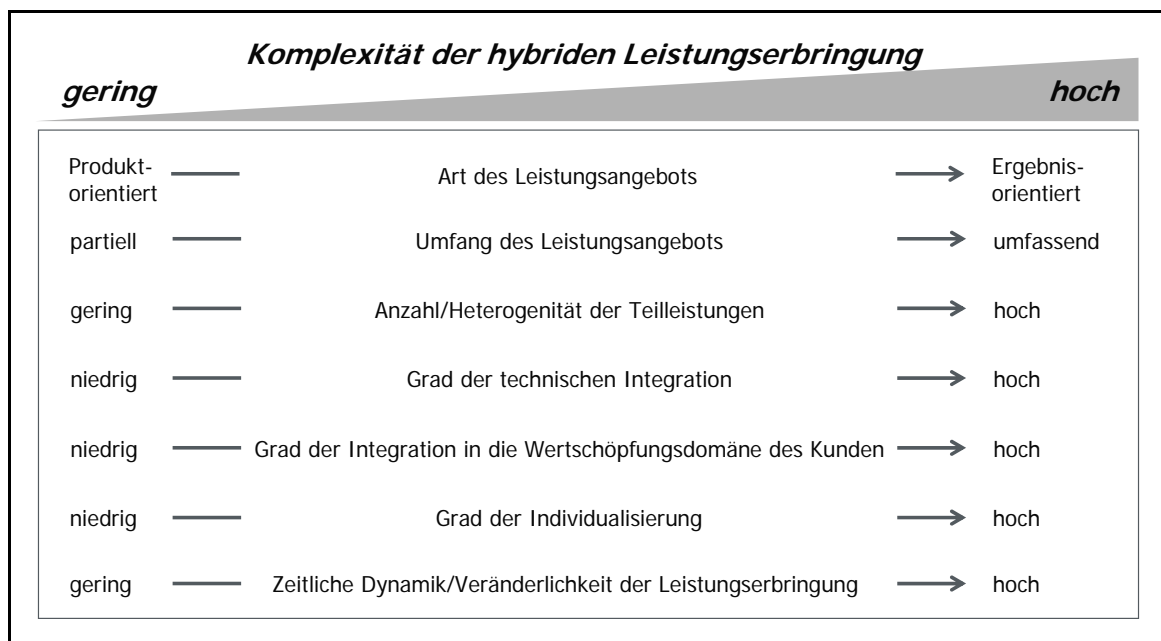 Komplexität der hybriden Leistungserbringung
gering hoch
Produkt-
orientiert
Art des Leistungsangebots
Ergebnis-
orientiert
partiell Umfang des Leistungsangebots umfassend
gering Anzahl/Heterogenität der Teilleistungen hoch
niedrig Grad der technischen Integration hoch
niedrig Grad der Integration in die Wertschöpfungsdomäne des Kunden hoch
niedrig Grad der Individualisierung hoch
gering Zeitliche Dynamik/Veränderlichkeit der Leistungserbringung hoch